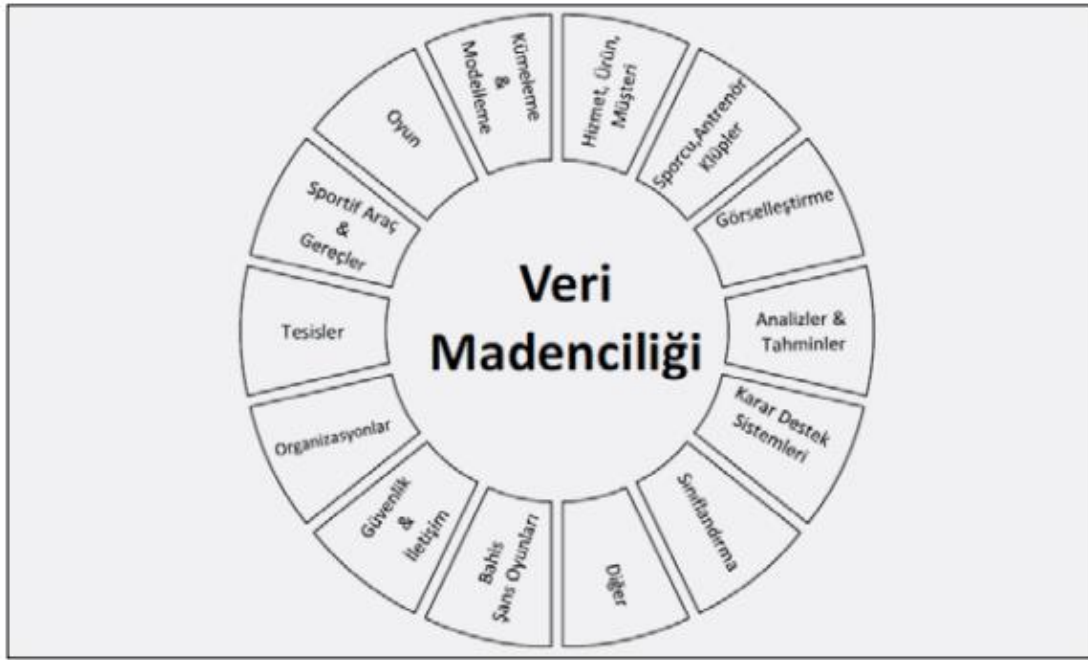 Veri
Madenciliği
Hizmet, Ürün,
Müşteri
Sporcu,Antrenör
Klüpler
Görselleştirme
Analizler &
Tahminler
Karar Destek
Sistemleri
Sınıflandırma
Diğer
Bahis
Şans Oyunları
Güvenlik
&
İletişim
Organizasyonlar
Tesisler
Sportif Araç
&
Gereçler
Oyun
Kümeleme
&
Modelleme